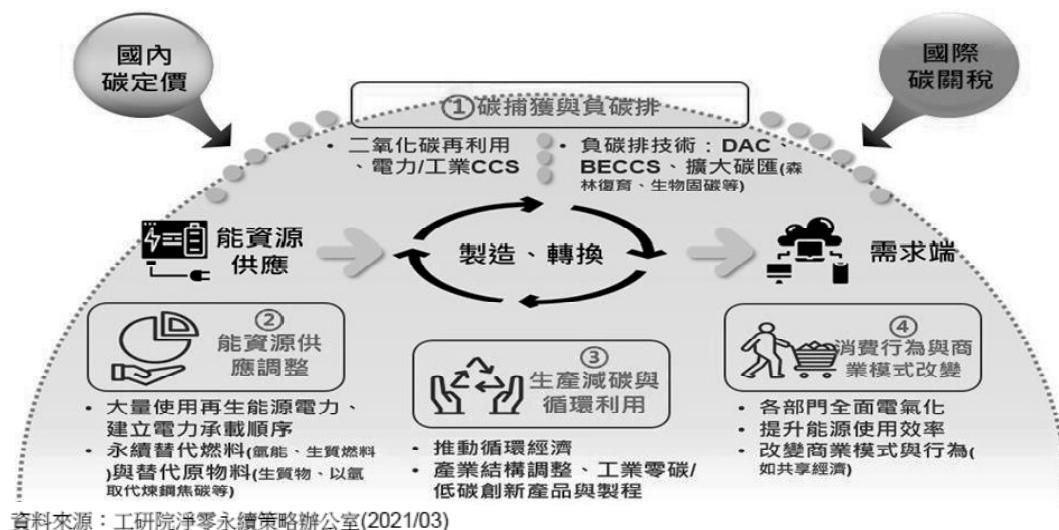 國內
碳定價
國際
碳關稅
①碳捕獲與負碳排
• 二氧化碳再利用
、電力/工業CCS
• 負碳排技術：DAC、
BECCS、擴大碳匯(森
林復育、生物固碳等)
能資源
供應
製造、轉換
需求端
②
能資源供
應調整
• 大量使用再生能源電力、
建立電力承載順序
• 永續替代燃料(氫能、生質燃料
)與替代原物料(生質物、以氫
取代煉鋼焦碳等)
③
生產減碳與
循環利用
• 推動循環經濟
• 產業結構調整、工業零碳/
低碳創新產品與製程
④
消費行為與商
業模式改變
• 各部門全面電氣化
• 提升能源使用效率
• 改變商業模式與行為(
如共享經濟)
資料來源：工研院淨零永續策略辦公室(2021/03)